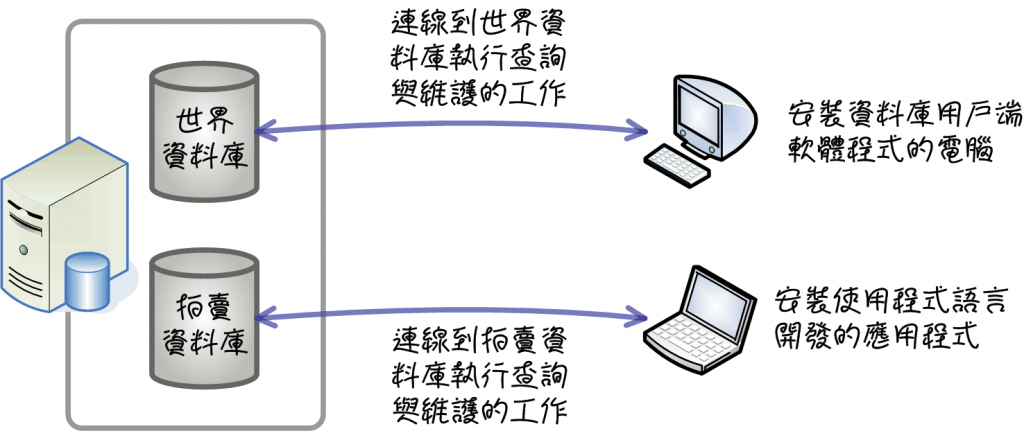 連線到世界資
料庫執行查詢
與維護的工作
世界
資料庫
安裝資料庫用戶端
軟體程式的電腦
拍賣
資料庫
安裝使用程式語言
開發的應用程式
連線到拍賣資
料庫執行查詢
與維護的工作